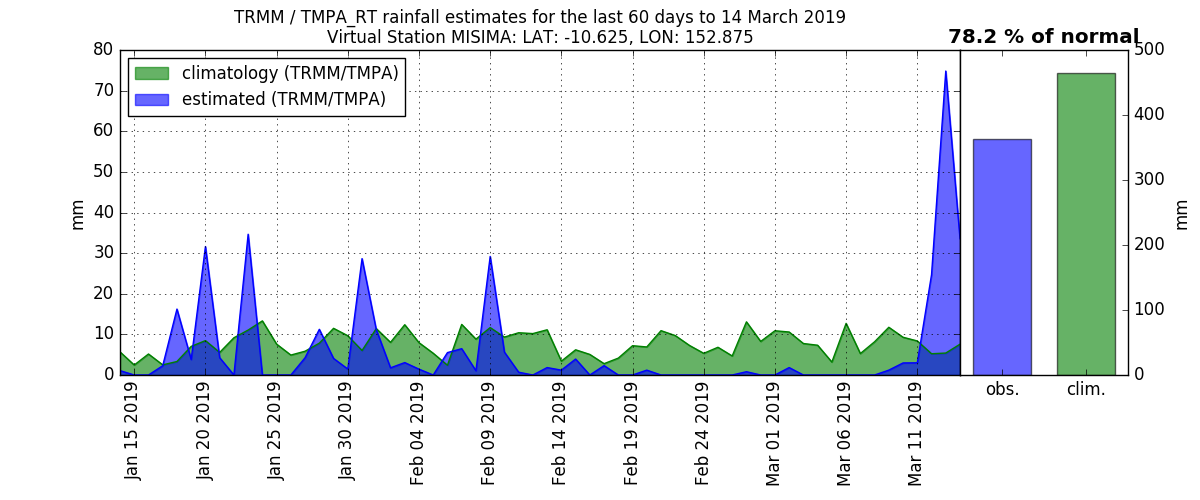 TRMM / TMPA_RT rainfall estimates for the last 60 days to 14 March 2019
Virtual Station MISIMA: LAT: -10.625, LON: 152.875
78.2 % of normal
climatology (TRMM/TMPA)
estimated (TRMM/TMPA)
mm
80
70
60
50
40
30
20
10
0
Jan 15 2019
Jan 20 2019
Jan 25 2019
Jan 30 2019
Feb 04 2019
Feb 09 2019
Feb 14 2019
Feb 19 2019
Feb 24 2019
Mar 01 2019
Mar 06 2019
Mar 11 2019
500
400
300
200
100
0
mm
obs.
clim.